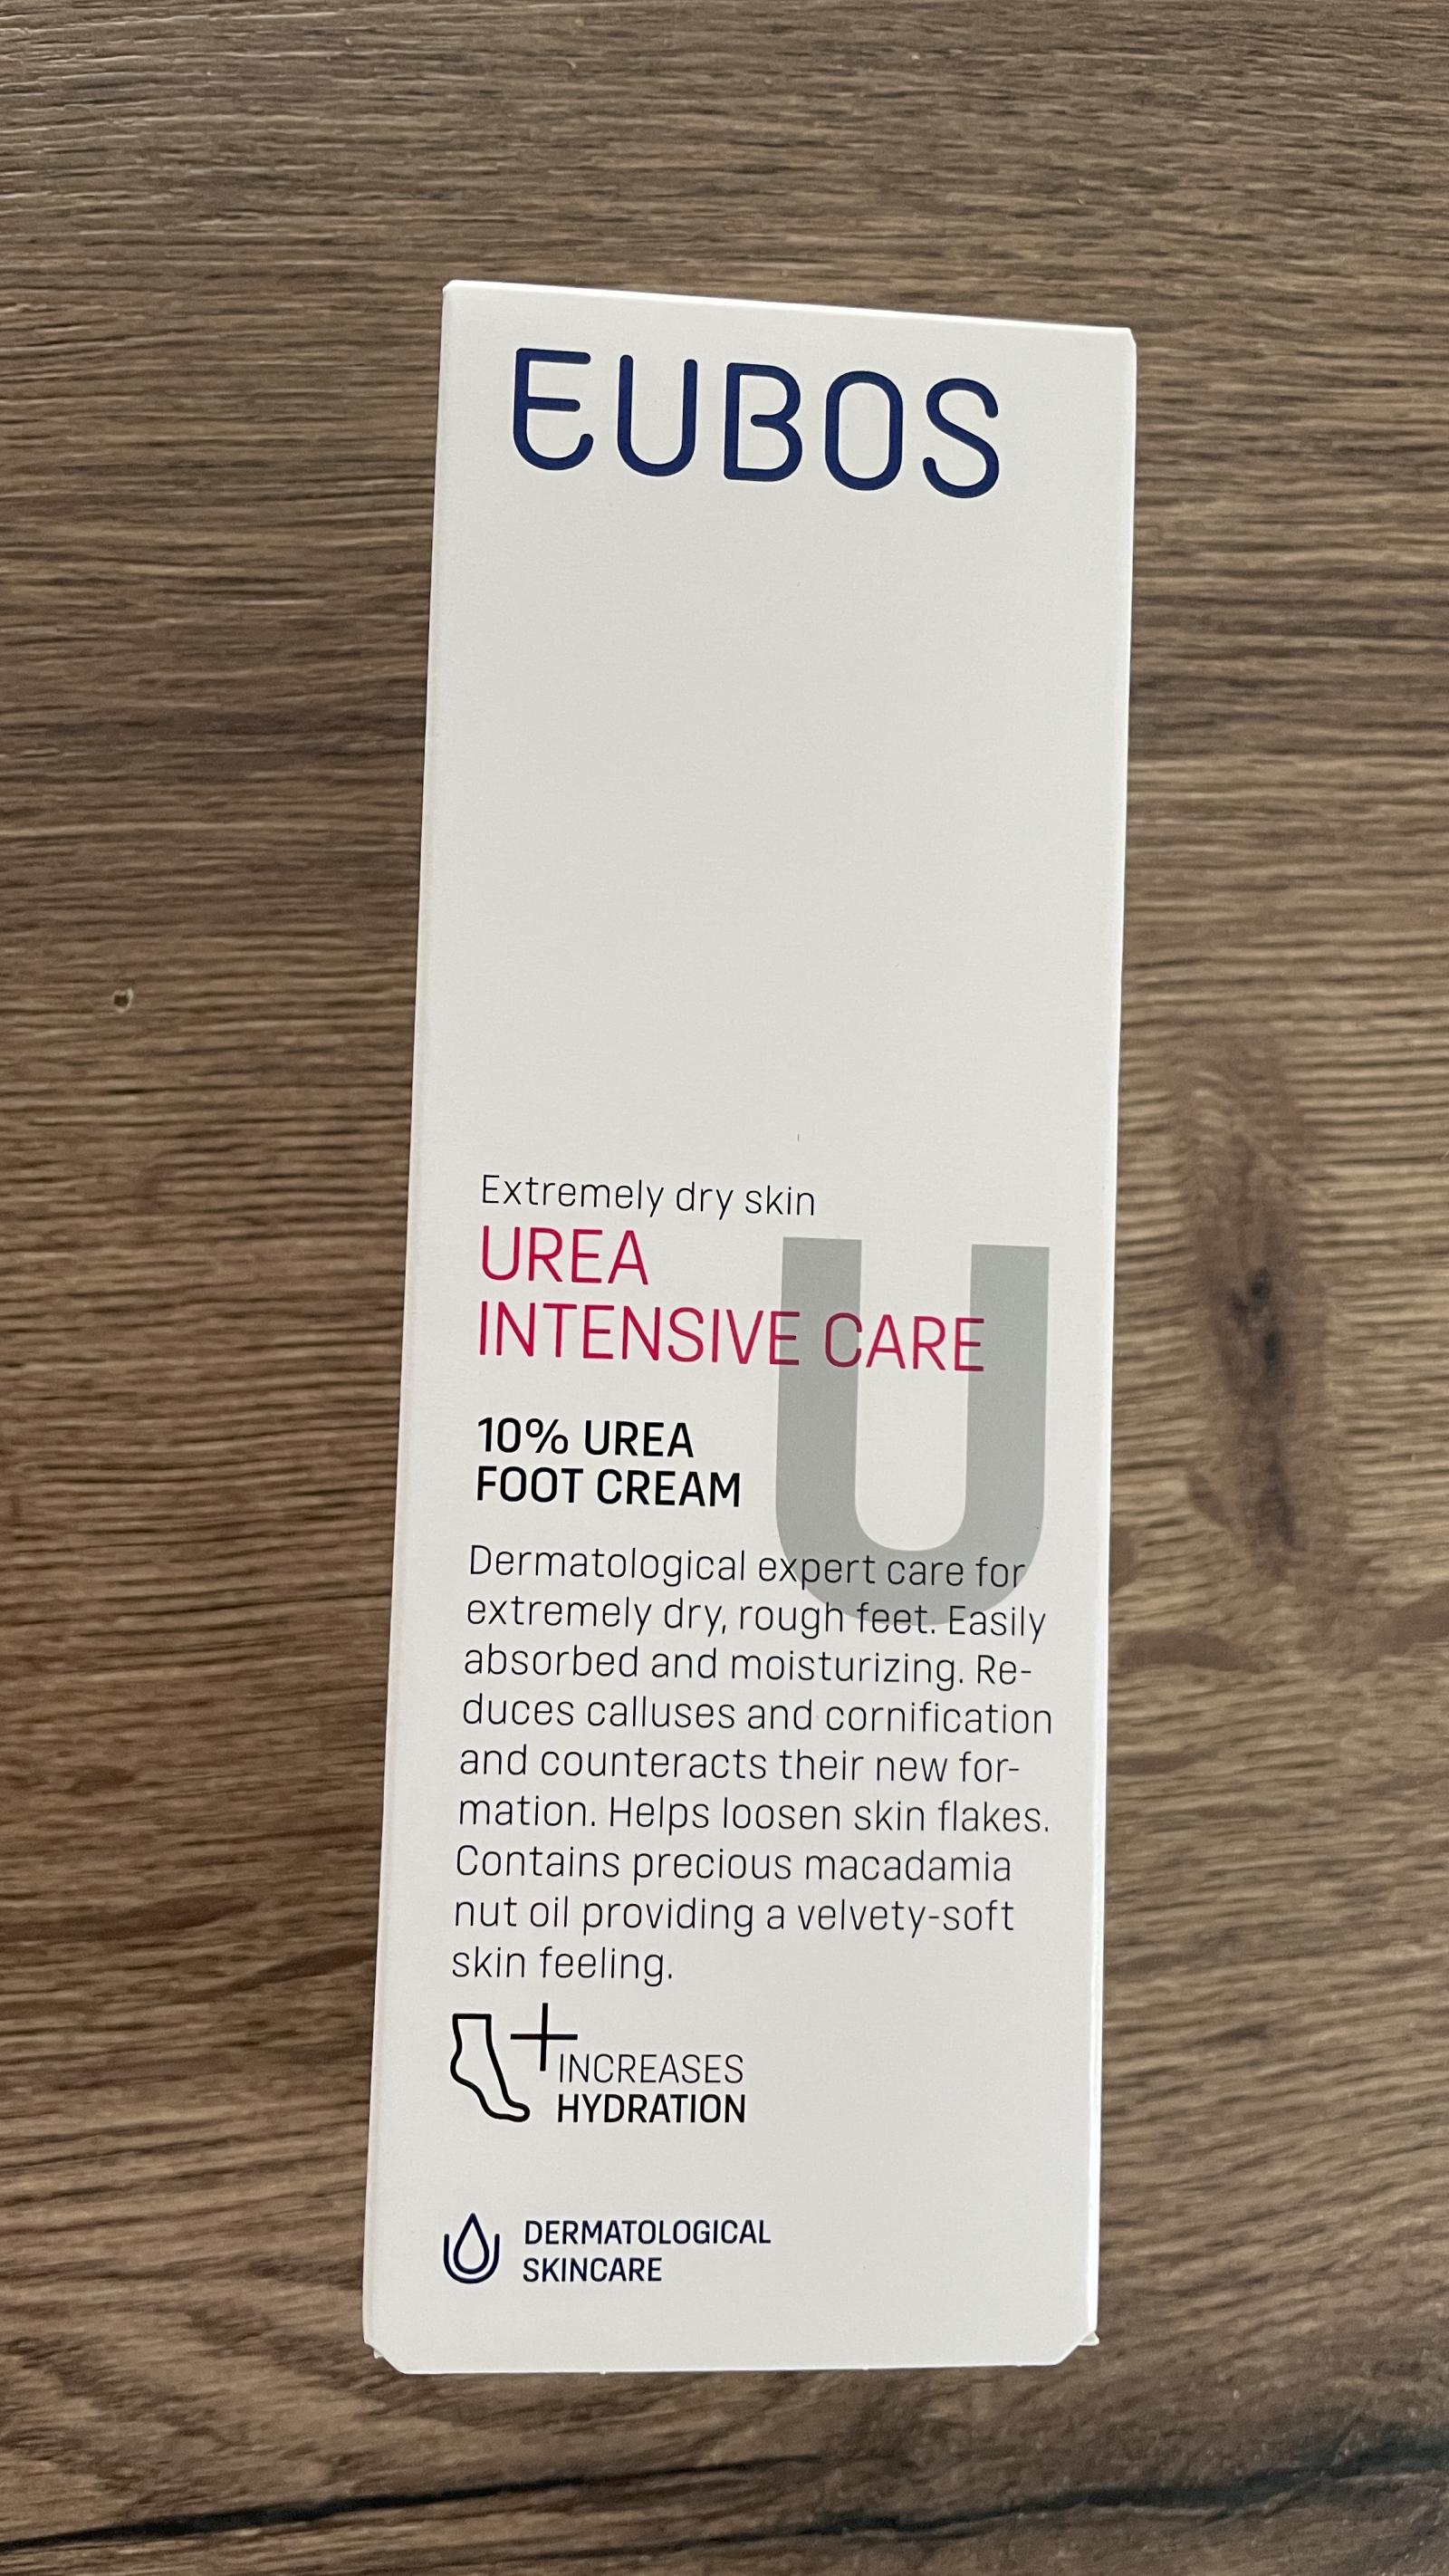 EUBOS
Extremely dry skin
UREA
INTENSIVE CARE
U
10% UREA
FOOT CREAM
Dermatological expert care for
extremely dry, rough feet. Easily
absorbed and moisturizing. Re-
duces calluses and cornification
and counteracts their new for-
mation. Helps loosen skin flakes.
Contains precious macadamia
nut oil providing a velvety-soft
skin feeling.
INCREASES
HYDRATION
DERMATOLOGICAL
SKINCARE